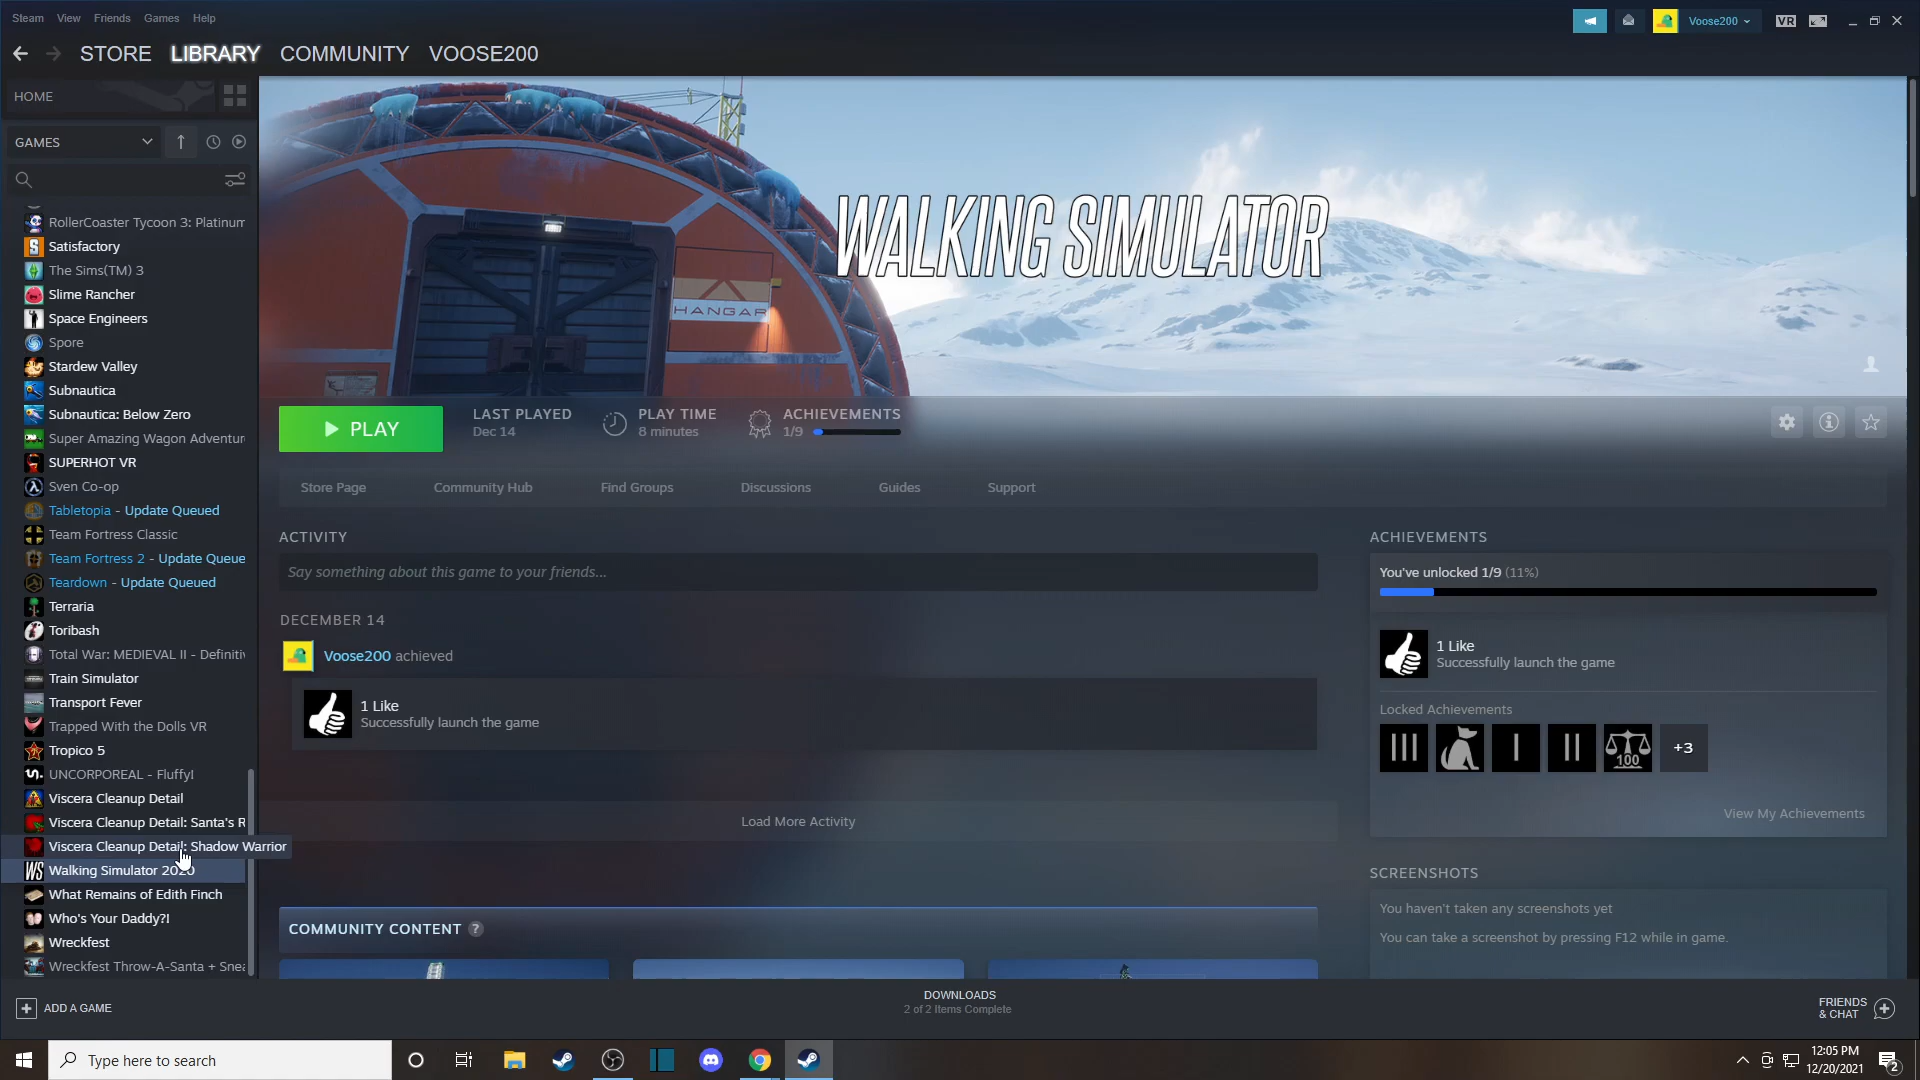 Steam View Friends Games Help
Voose200
VR
STORE LIBRARY COMMUNITY VOOSE200
HOME
GAMES
RollerCoaster Tycoon 3: Platinum
Satisfactory
The Sims(TM) 3
Slime Rancher
Space Engineers
Spore
Stardew Valley
Subnautica
Subnautica: Below Zero
Super Amazing Wagon Adventur
SUPERHOT VR
Sven Co-op
Tabletopia - Update Queued
Team Fortress Classic
Team Fortress 2 - Update Queue
Teardown - Update Queued
Terraria
Toribash
Total War: MEDIEVAL II - Definitiv
Train Simulator
Transport Fever
Trapped With the Dolls VR
Tropico 5
UNCORPOREAL - Fluffy!
Viscera Cleanup Detail
Viscera Cleanup Detail: Santa's R
Viscera Cleanup Detail: Shadow Warrior
WS Walking Simulator 2020
What Remains of Edith Finch
Who's Your Daddy?!
Wreckfest
Wreckfest Throw-A-Santa + Snea
HANGAR
WALKING SIMULATOR
PLAY
LAST PLAYED
Dec 14
PLAY TIME
8 minutes
ACHIEVEMENTS
1/9
Store Page Community Hub Find Groups Discussions Guides Support
ACTIVITY
Say something about this game to your friends...
DECEMBER 14
Voose200 achieved
1 Like
Successfully launch the game
Load More Activity
COMMUNITY CONTENT ?
ACHIEVEMENTS
You've unlocked 1/9 (11%)
1 Like
Successfully launch the game
Locked Achievements
III I II 100 +3
View My Achievements
SCREENSHOTS
You haven't taken any screenshots yet
You can take a screenshot by pressing F12 while in game.
ADD A GAME
DOWNLOADS
2 of 2 Items Complete
FRIENDS
& CHAT
Type here to search
12:05 PM
12/20/2021
2